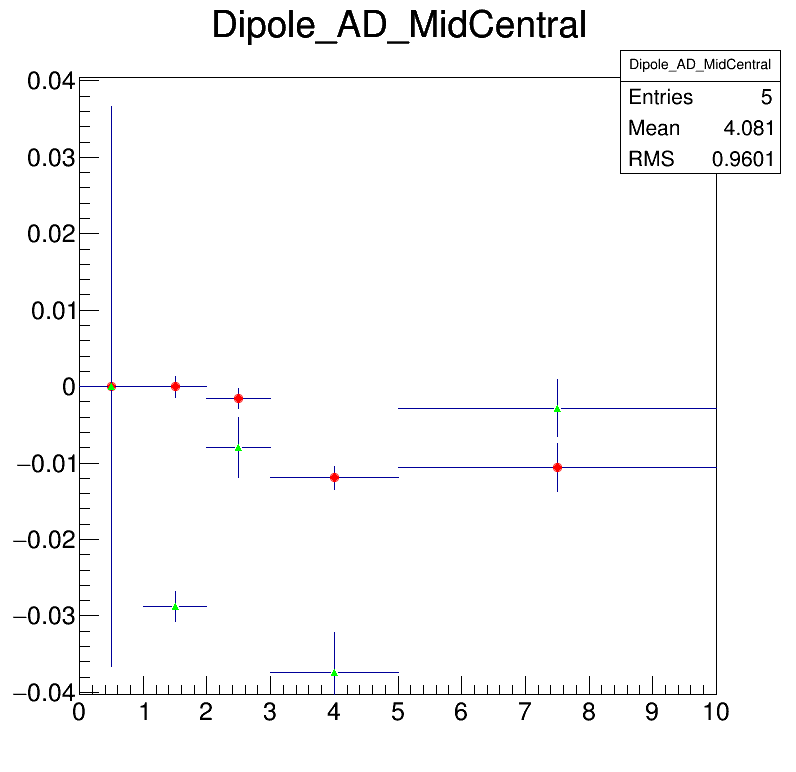 Dipole_AD_MidCentral
Dipole_AD_MidCentral
Entries 5
Mean 4.081
RMS 0.9601
0.04
0.03
0.02
0.01
0
−0.01
−0.02
−0.03
−0.04
0 1 2 3 4 5 6 7 8 9 10